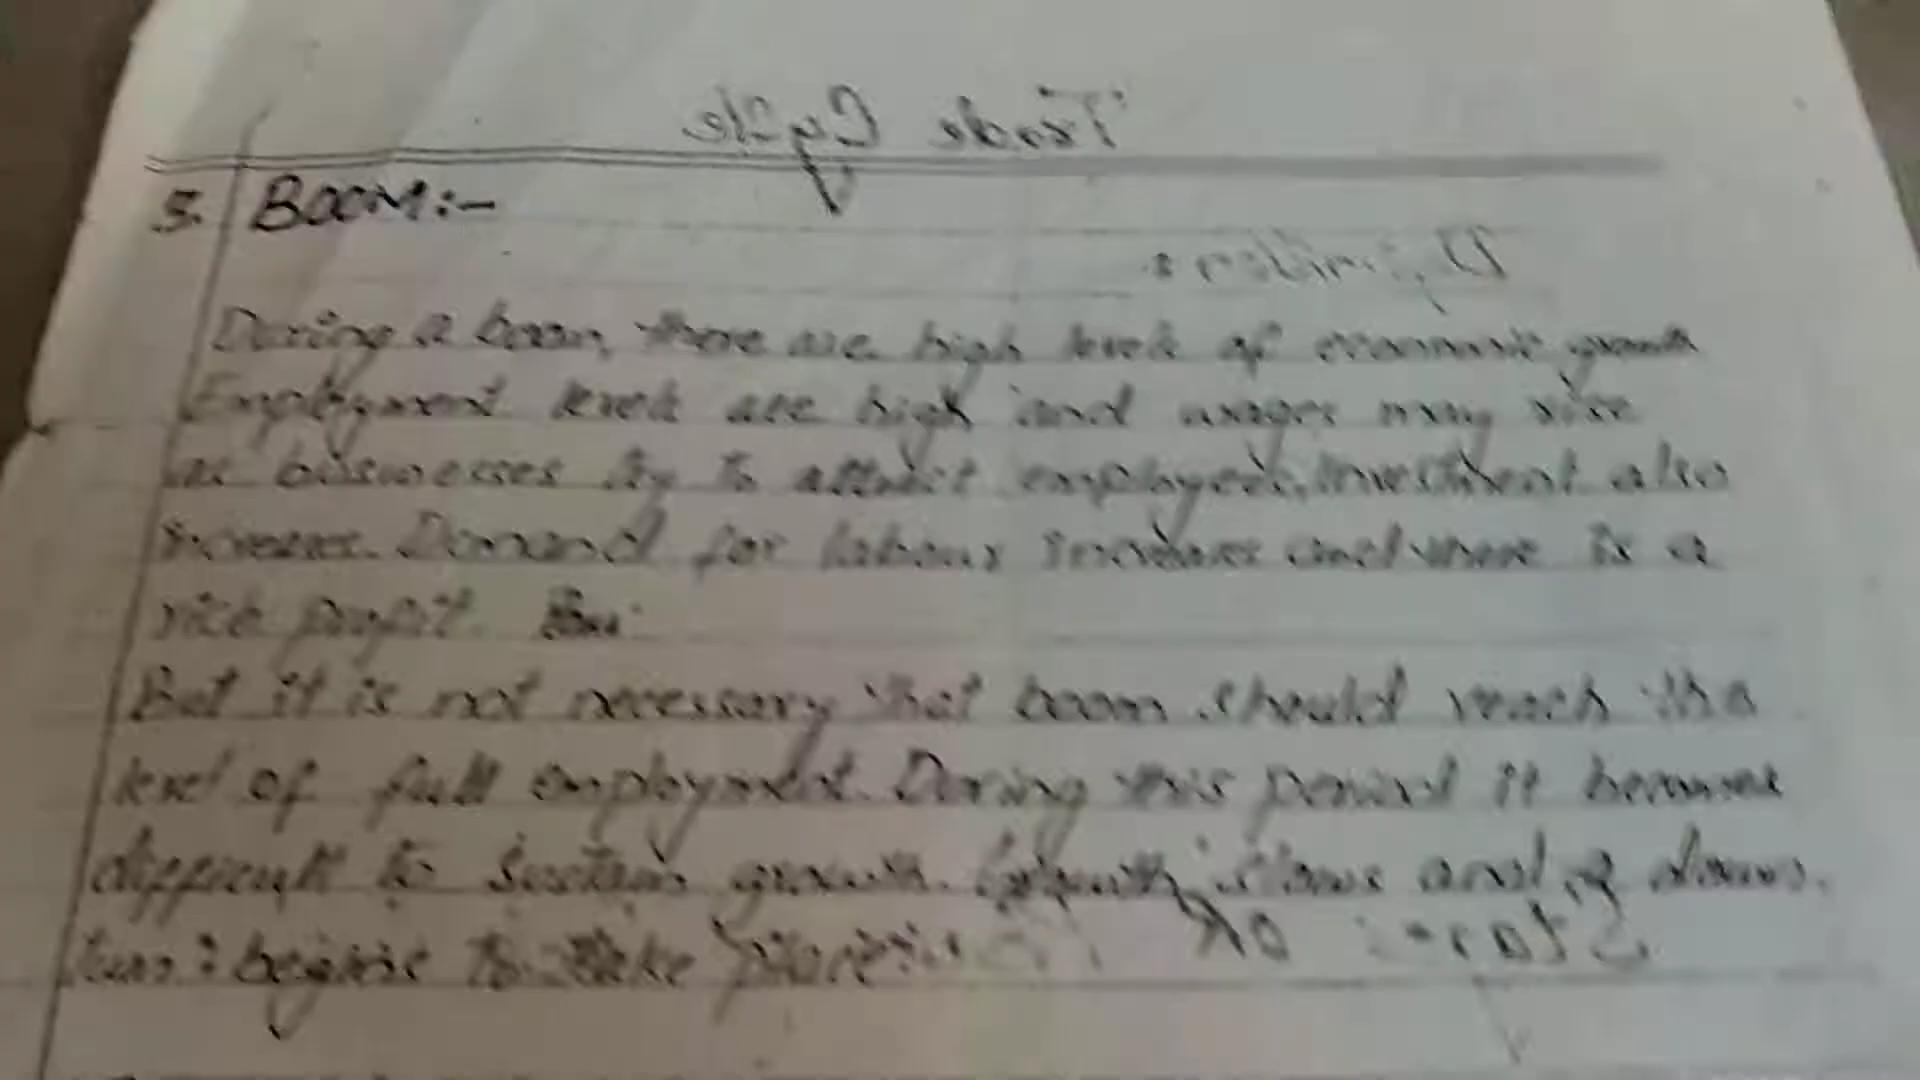 Trade Cycle
5. BOOM:-
Definition:
During a boom, there are high levels of economic growth
Employment levels are high and wages may rise
as businesses try to attract employees, investment also
increases. Demand for labour increases and there is a
rise profit.
But it is not necessary that boom should reach the
level of full employment. During this period it becomes
difficult to sustain growth. Growth slows and a down.
turn begins to take place
Stages of